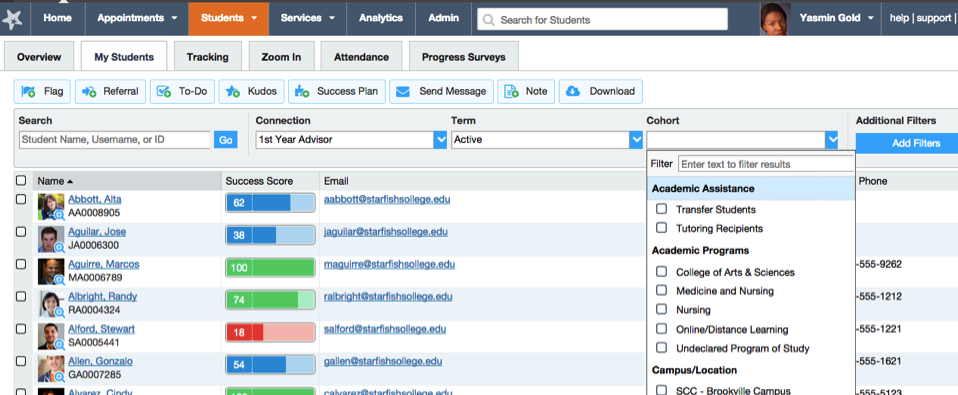 Home Appointments Students Services Analytics Admin Search for Students Yasmin Gold help | support |
Overview My Students Tracking Zoom In Attendance Progress Surveys
Flag Referral To-Do Kudos Success Plan Send Message Note Download
Search Connection Term Cohort Additional Filters
Student Name, Username, or ID Go 1st Year Advisor Active Add Filters
Filter Enter text to filter results
Name Success Score Email Phone
Academic Assistance
Abbott, Alta 62 aabbott@starfishsollege.edu
AA0008905
Transfer Students
Tutoring Recipients
Aguilar, Jose 38 jaguilar@starfishsollege.edu
JA0006300
Academic Programs
Aguirre, Marcos 100 maguirre@starfishsollege.edu -555-9262
MA0006789
College of Arts & Sciences
Medicine and Nursing
Albright, Randy 74 ralbright@starfishsollege.edu -555-1212
RA0004324
Nursing
Alford, Stewart 18 salford@starfishsollege.edu -555-1221
SA0005441
Online/Distance Learning
Undeclared Program of Study
Allen, Gonzalo 54 gallen@starfishsollege.edu -555-1621
GA0007285
Campus/Location
SCC - Brookville Campus
Alvarez, Cindy 100 calvarez@starfishsollege.edu -555-5123